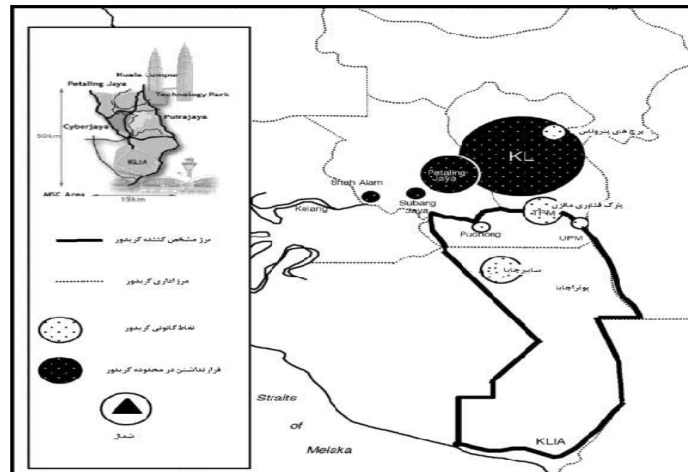 Kuala Lumpur
Petaling Jaya
Technology Park
50km
Putrajaya
Cyberjaya
KLIA
MSC Area
15km
مرز مشخص کننده کریدور
مرز اداری کریدور
نقاط کانونی کریدور
قرار نداشتن در محدوده کریدور
شمال
برج های پتروناس
KL
Petaling
Jaya
Shah Alam
Subang
Jaya
Kelang
پارک فناوری مالزی
TPM
Puchong
UPM
سایبرجایا
پوتراجایا
Straits
of
Melaka
KLIA